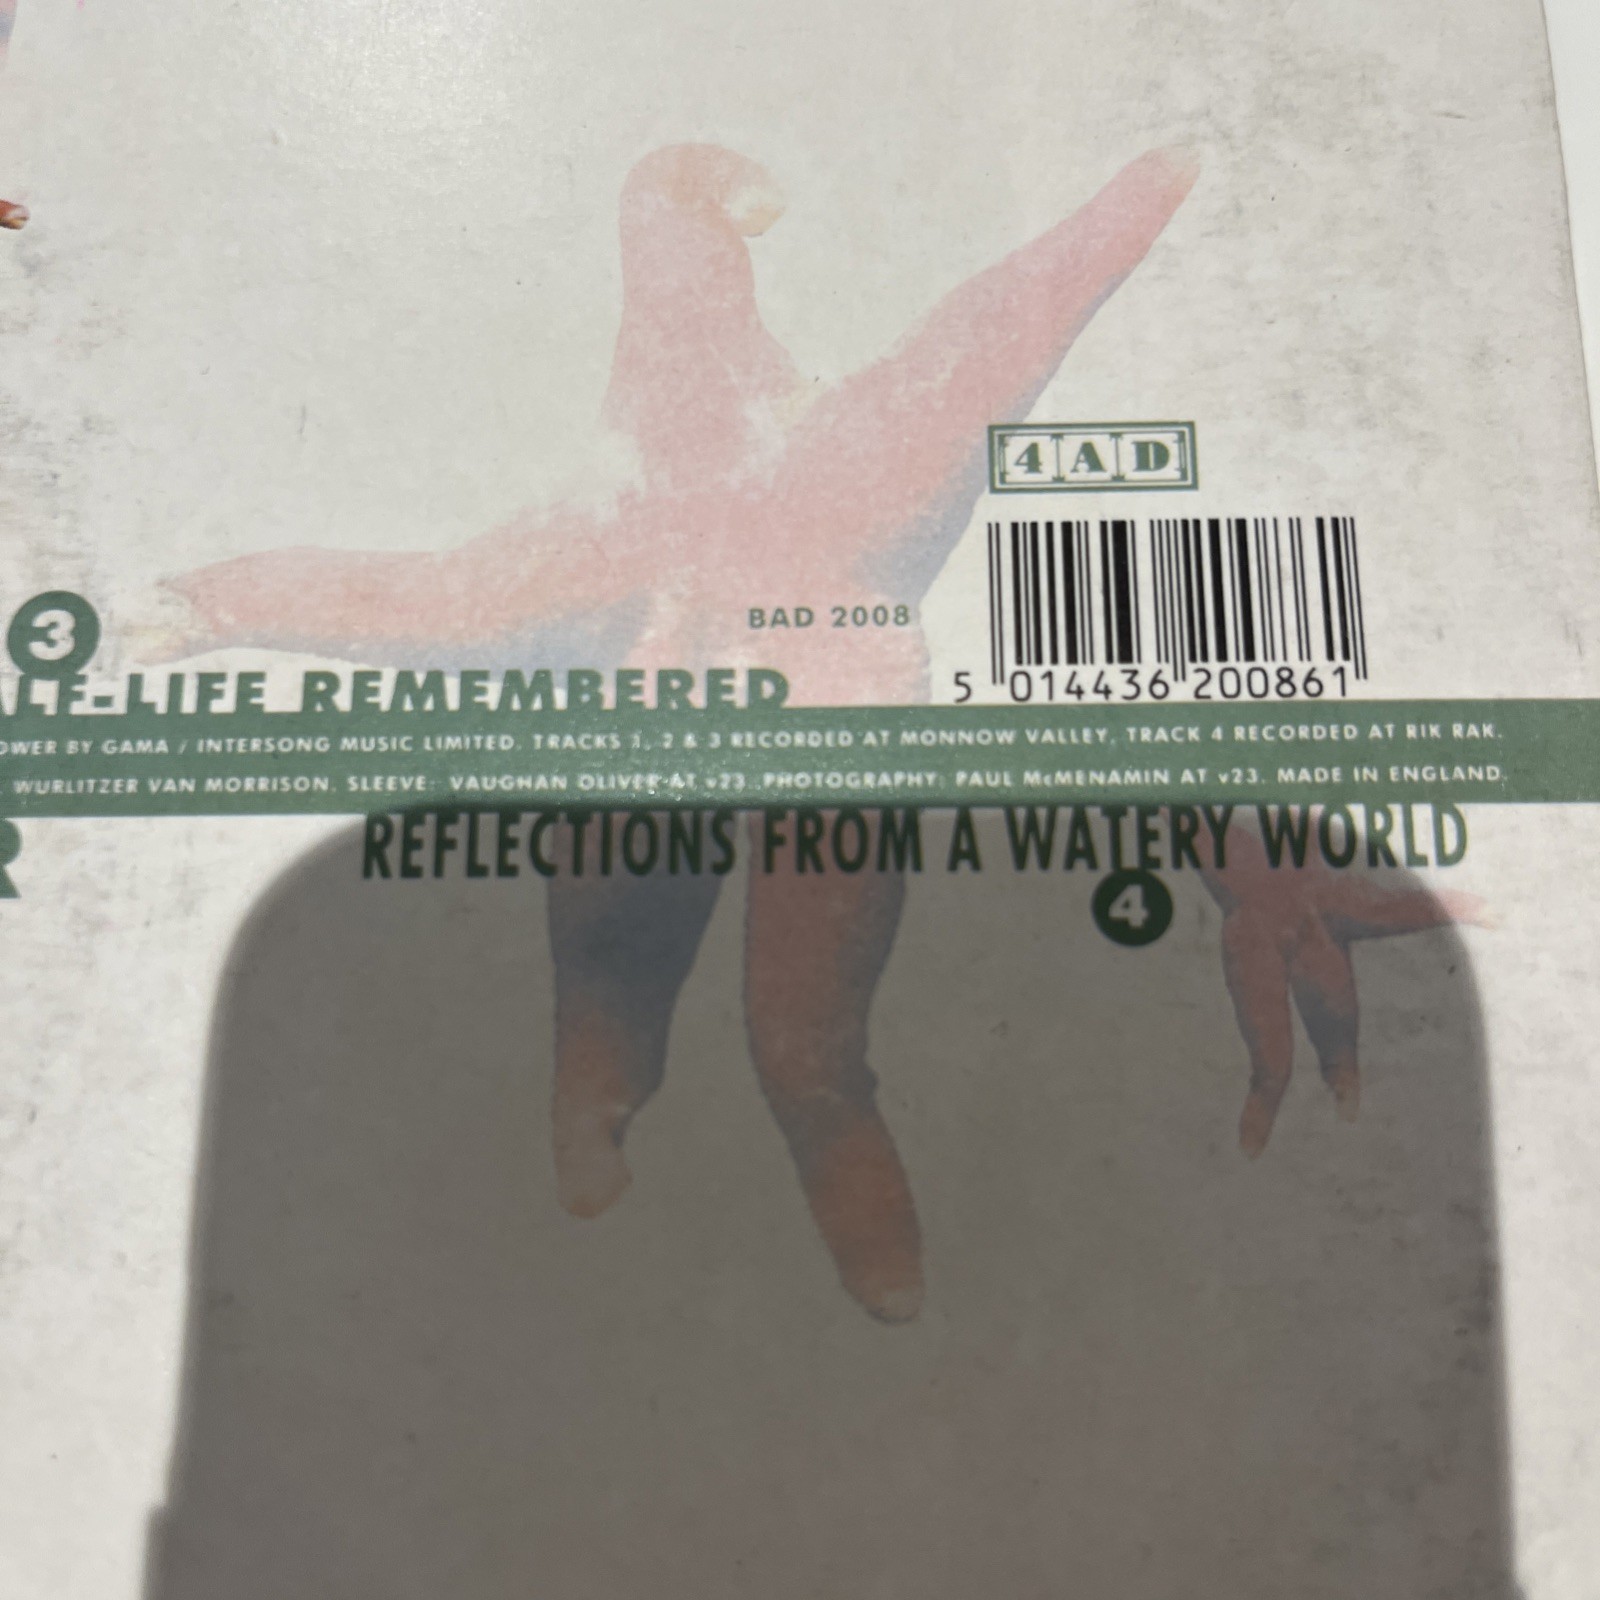 4AD
BAD 2008
5 014436 200861
3
ALF-LIFE REMEMBERED
OWER BY GAMA / INTERSONG MUSIC LIMITED. TRACKS 1, 2 & 3 RECORDED AT MONNOW VALLEY. TRACK 4 RECORDED AT RIK RAK.
WURLITZER VAN MORRISON. SLEEVE: VAUGHAN OLIVER AT v23. PHOTOGRAPHY: PAUL McMENAMIN AT v23. MADE IN ENGLAND.
R REFLECTIONS FROM A WATERY WORLD
4